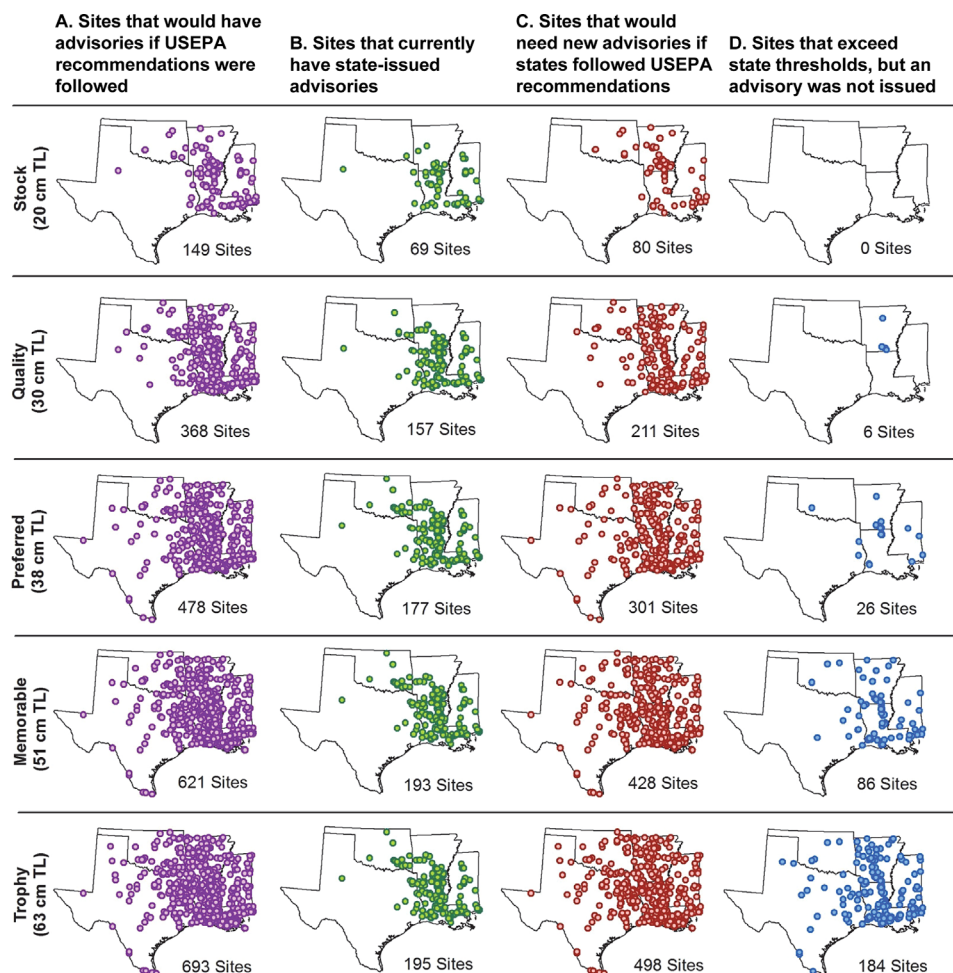 A. Sites that would have
advisories if USEPA
recommendations were
followed
B. Sites that currently
have state-issued
advisories
C. Sites that would
need new advisories if
states followed USEPA
recommendations
D. Sites that exceed
state thresholds, but an
advisory was not issued
Stock
(20 cm TL)
149 Sites
69 Sites
80 Sites
0 Sites
Quality
(30 cm TL)
368 Sites
157 Sites
211 Sites
6 Sites
Preferred
(38 cm TL)
478 Sites
177 Sites
301 Sites
26 Sites
Memorable
(51 cm TL)
621 Sites
193 Sites
428 Sites
86 Sites
Trophy
(63 cm TL)
693 Sites
195 Sites
498 Sites
184 Sites